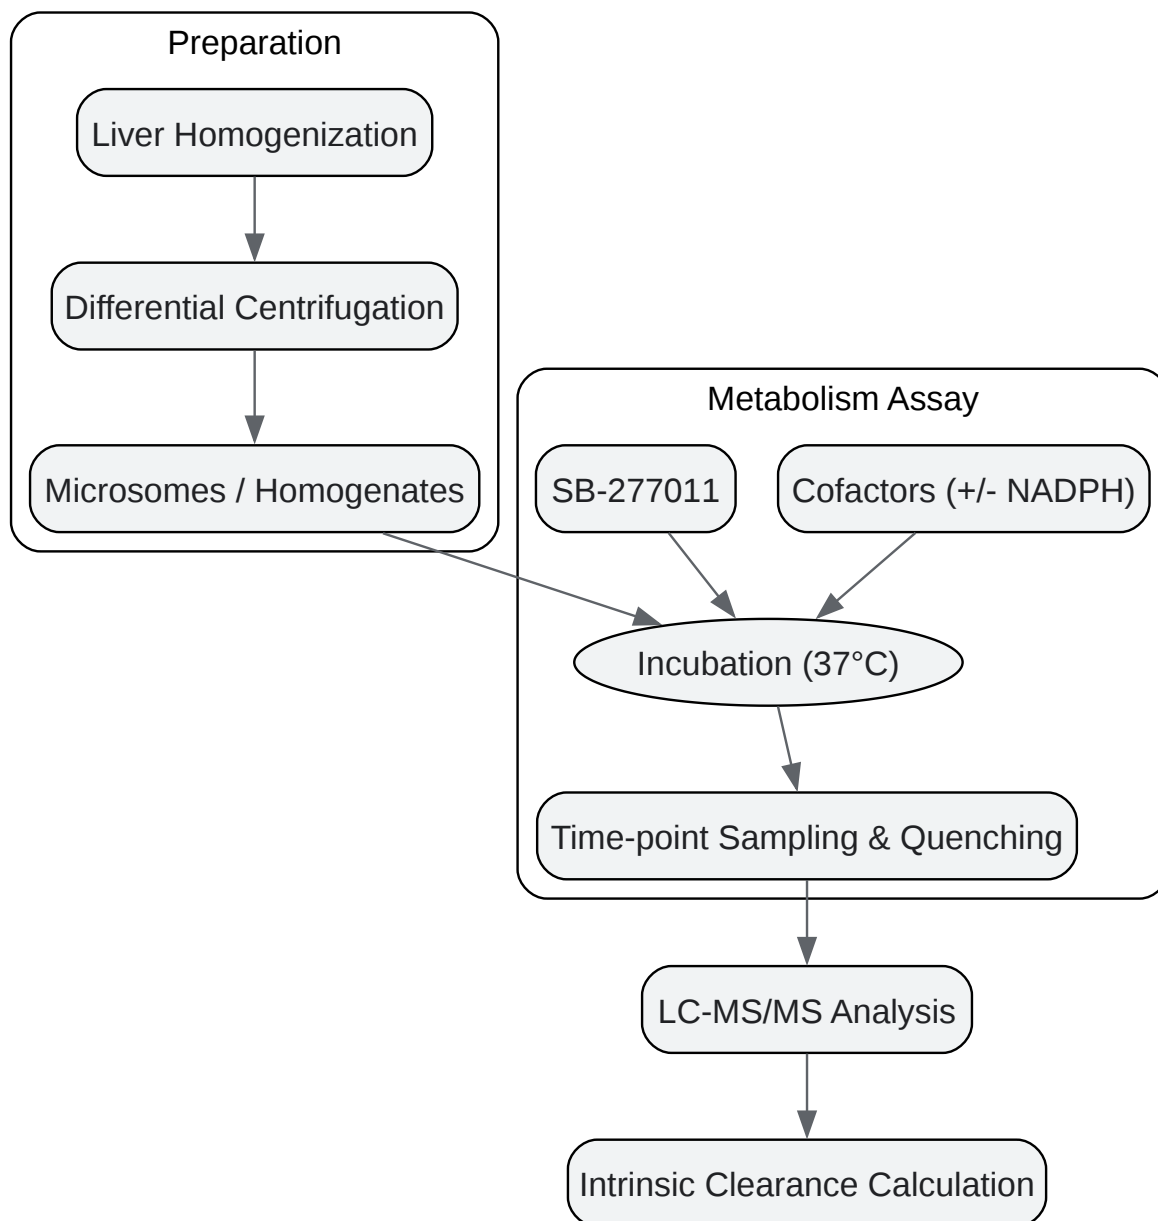 Preparation
Liver Homogenization
Differential Centrifugation
Microsomes / Homogenates
Metabolism Assay
SB-277011
Cofactors (+/- NADPH)
Incubation (37°C)
Time-point Sampling & Quenching
LC-MS/MS Analysis
Intrinsic Clearance Calculation